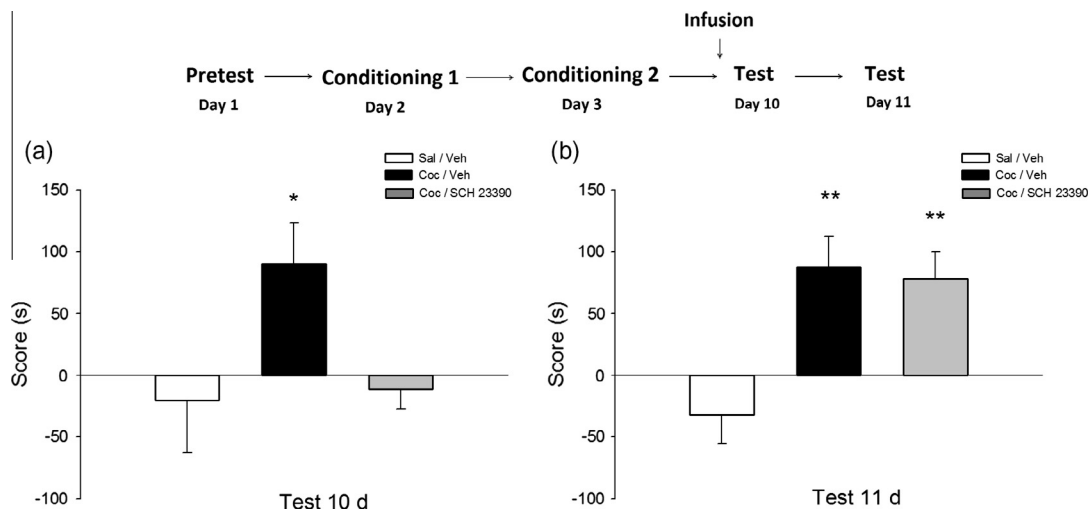 Infusion
Pretest Conditioning 1 Conditioning 2 Test Test
Day 1 Day 2 Day 3 Day 10 Day 11
(a)
Sal / Veh
Coc / Veh
Coc / SCH 23390
150
100
50
0
-50
-100
Score (s)
*
Test 10 d
(b)
Sal / Veh
Coc / Veh
Coc / SCH 23390
150
100
50
0
-50
-100
Score (s)
**
**
Test 11 d